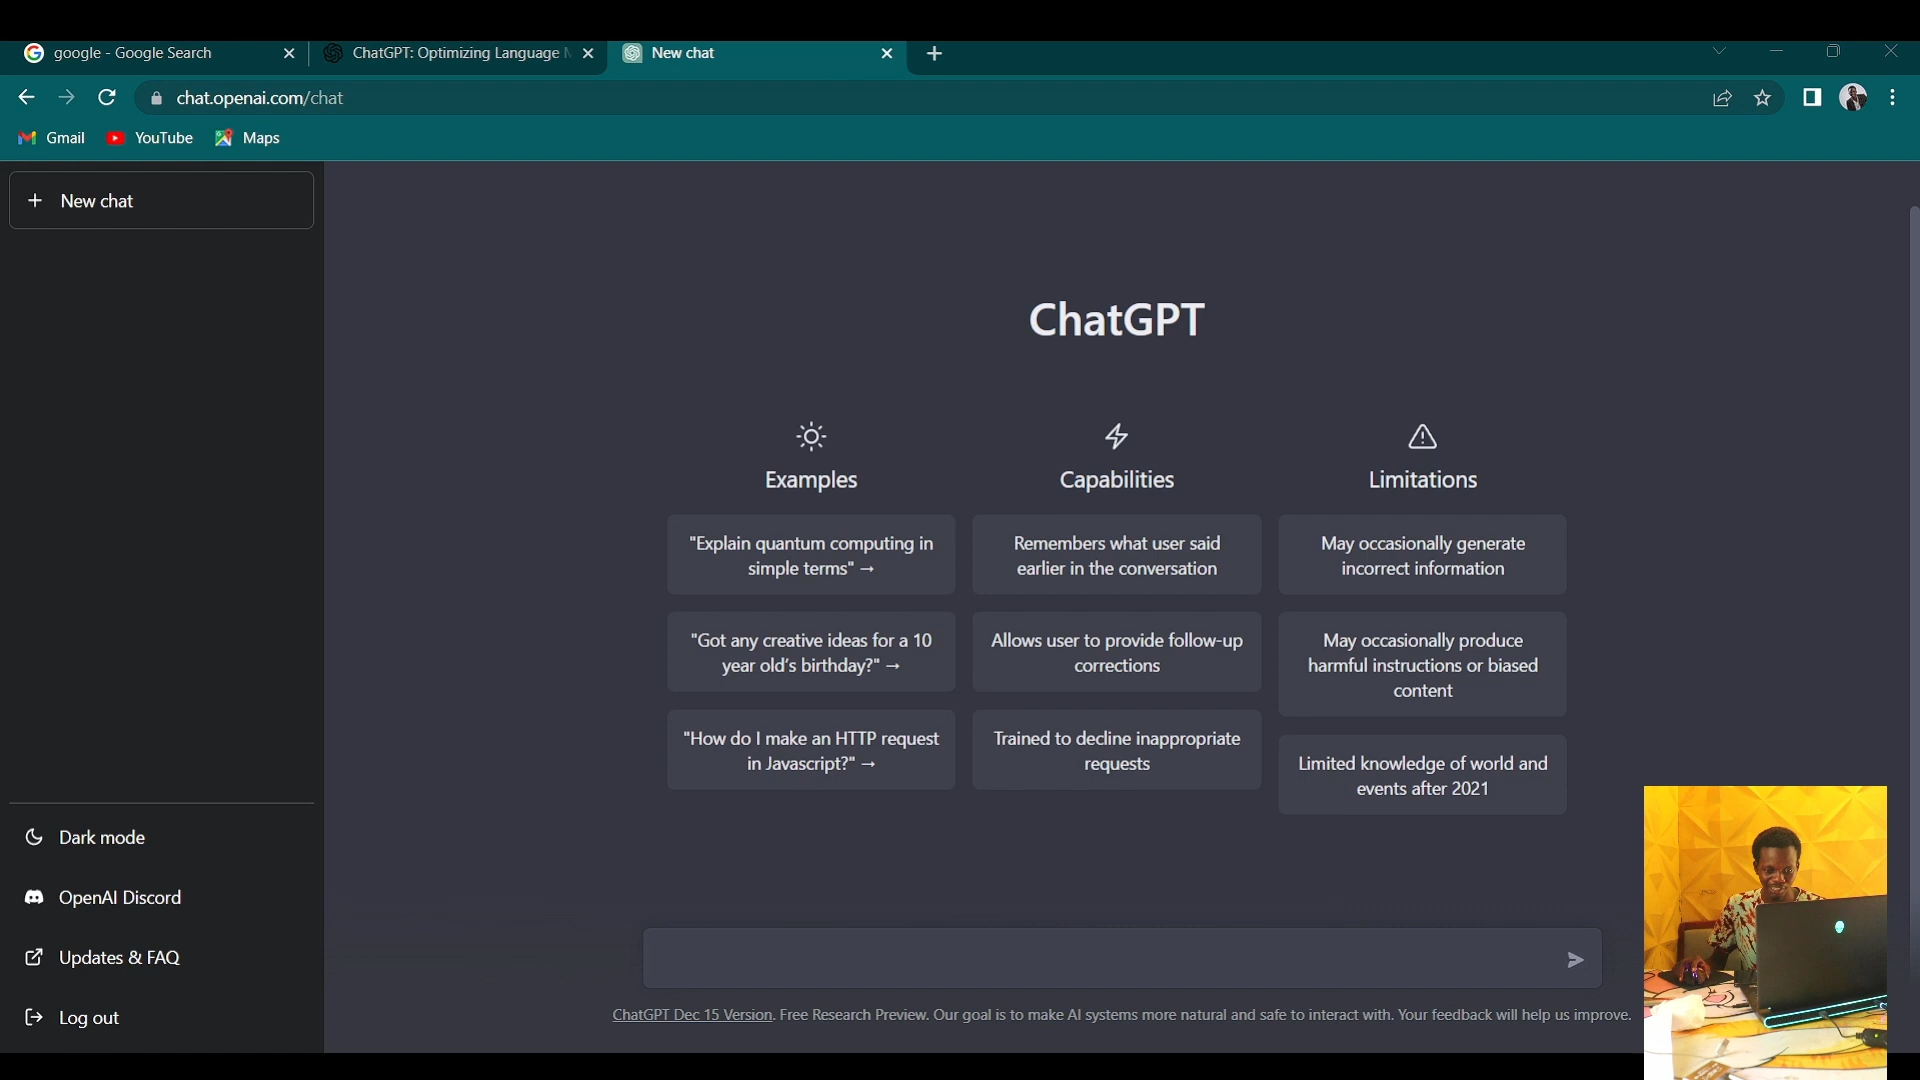 google - Google Search
ChatGPT: Optimizing Language
New chat
chat.openai.com/chat
Gmail
YouTube
Maps
New chat
ChatGPT
Examples
Capabilities
Limitations
"Explain quantum computing in
simple terms" →
Remembers what user said
earlier in the conversation
May occasionally generate
incorrect information
"Got any creative ideas for a 10
year old's birthday?" →
Allows user to provide follow-up
corrections
May occasionally produce
harmful instructions or biased
content
"How do I make an HTTP request
in Javascript?" →
Trained to decline inappropriate
requests
Limited knowledge of world and
events after 2021
Dark mode
OpenAI Discord
Updates & FAQ
Log out
ChatGPT Dec 15 Version. Free Research Preview. Our goal is to make AI systems more natural and safe to interact with. Your feedback will help us improve.